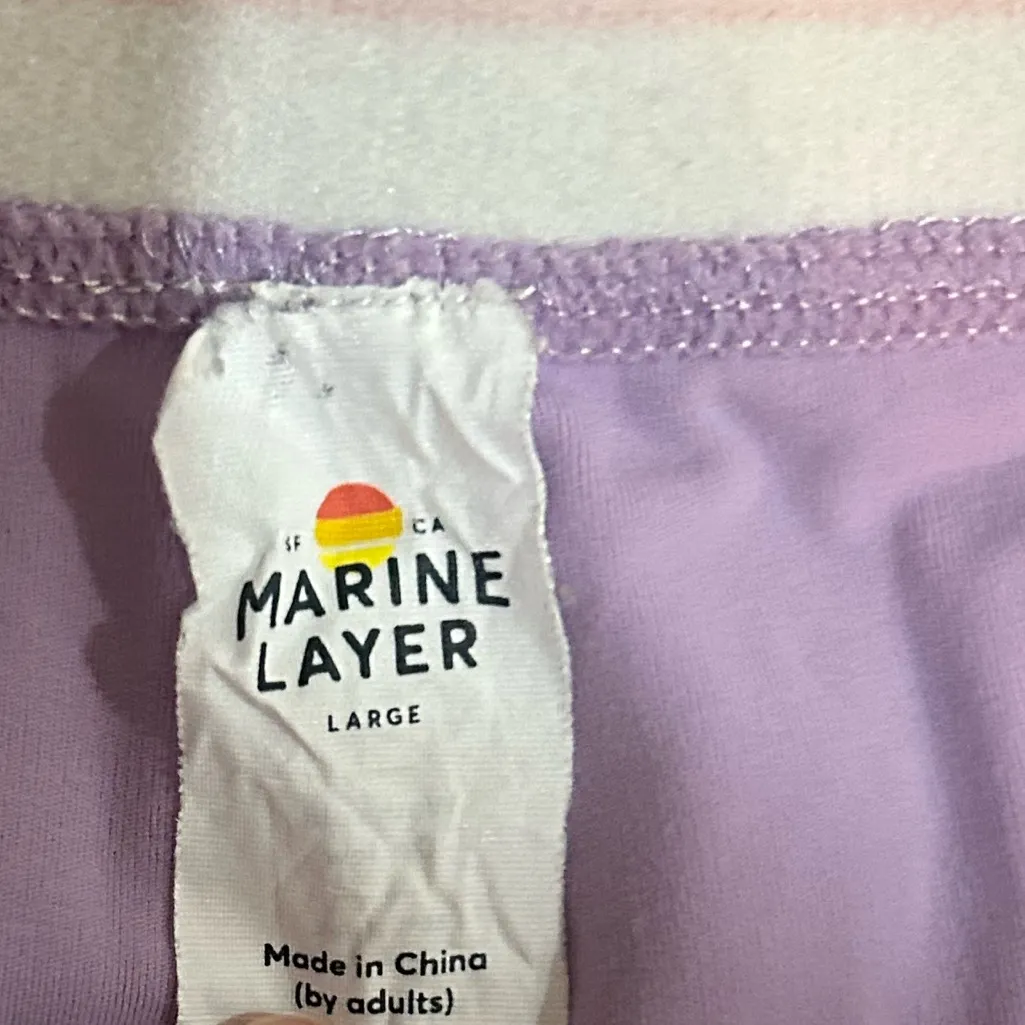 SF CA
MARINE
LAYER
LARGE
Made in China
(by adults)